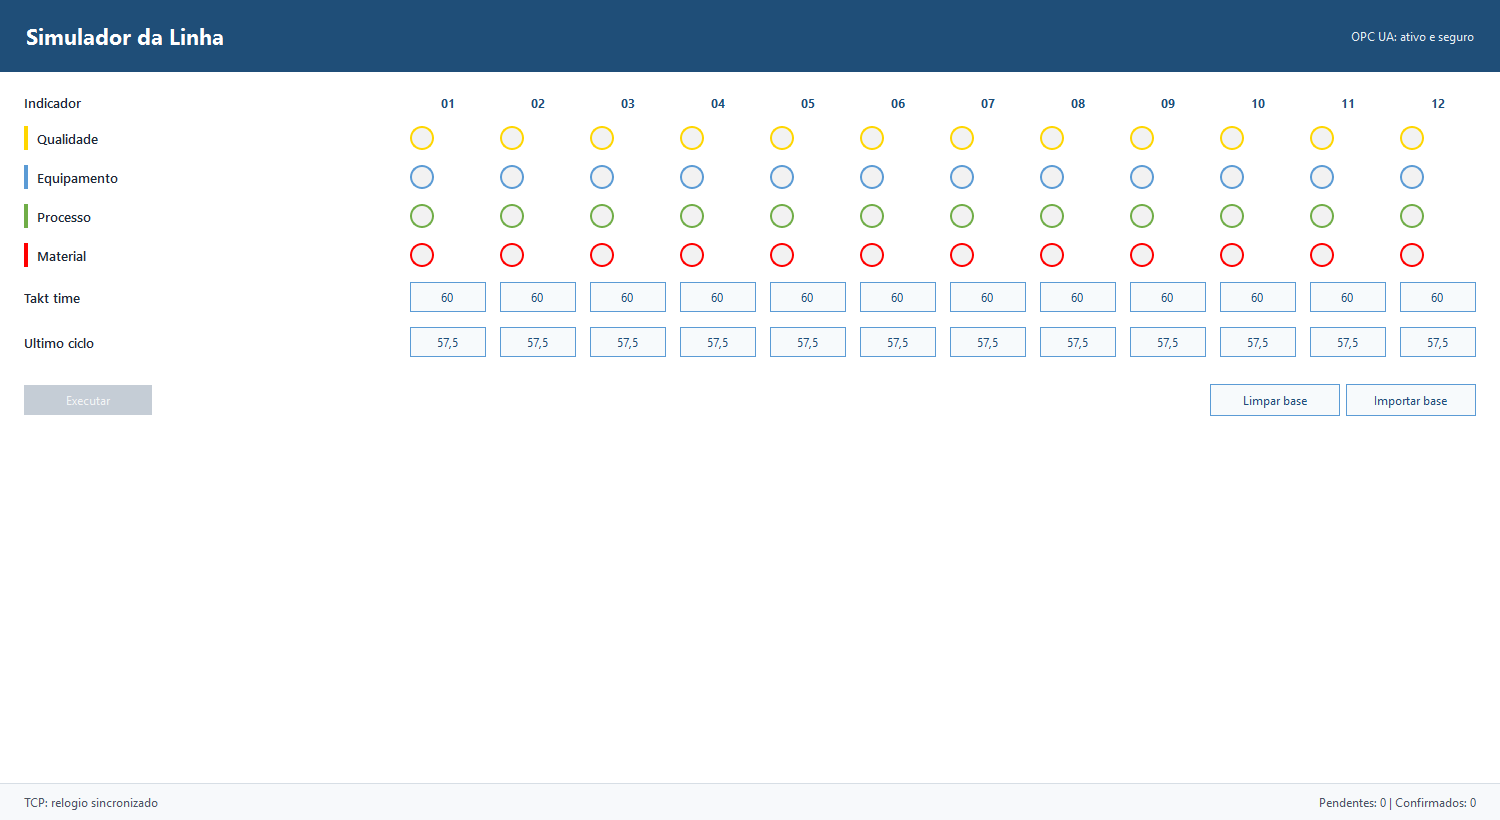 Simulador da Linha
OPC UA: ativo e seguro
Indicador 01 02 03 04 05 06 07 08 09 10 11 12
Qualidade
Equipamento
Processo
Material
Takt time 60 60 60 60 60 60 60 60 60 60 60 60
Ultimo ciclo 57,5 57,5 57,5 57,5 57,5 57,5 57,5 57,5 57,5 57,5 57,5 57,5
Executar Limpar base Importar base
TCP: relogio sincronizado Pendentes: 0 | Confirmados: 0